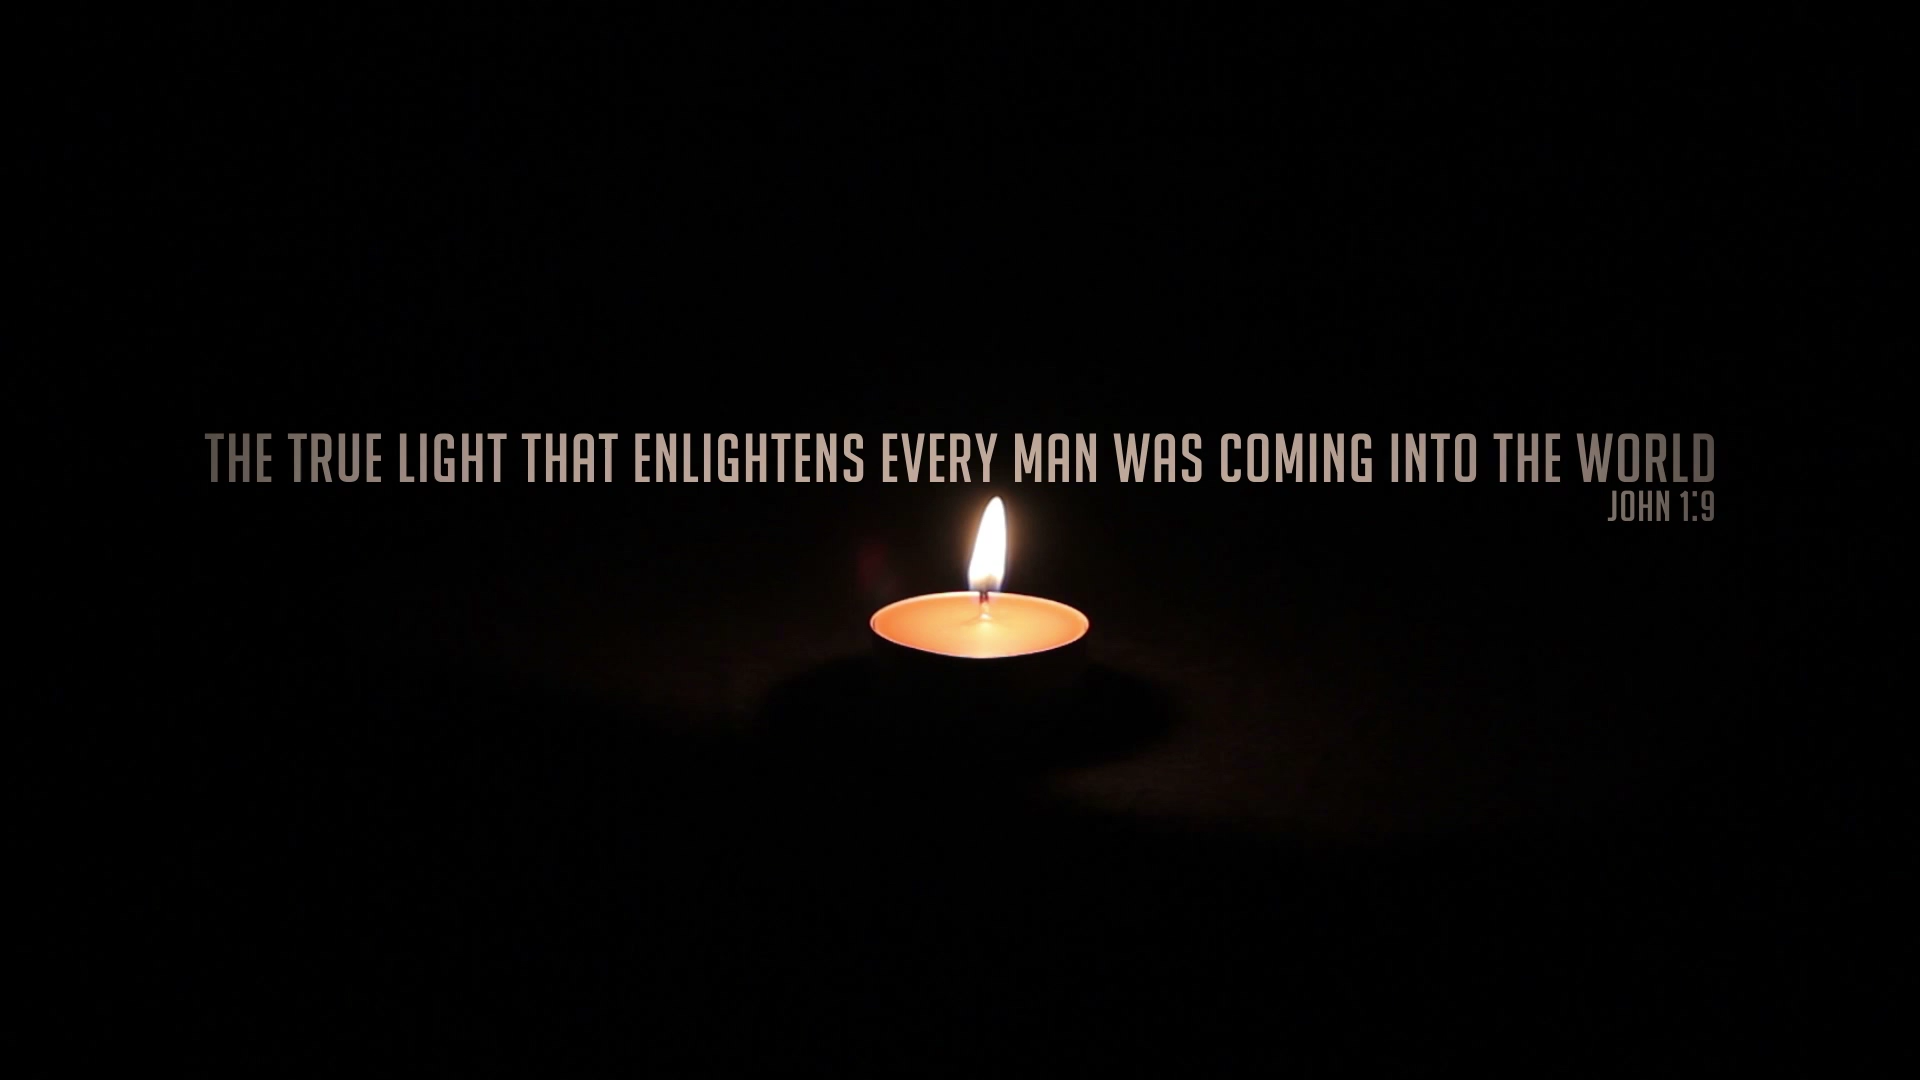 THE TRUE LIGHT THAT ENLIGHTENS EVERY MAN WAS COMING INTO THE WORLD
JOHN 1:9